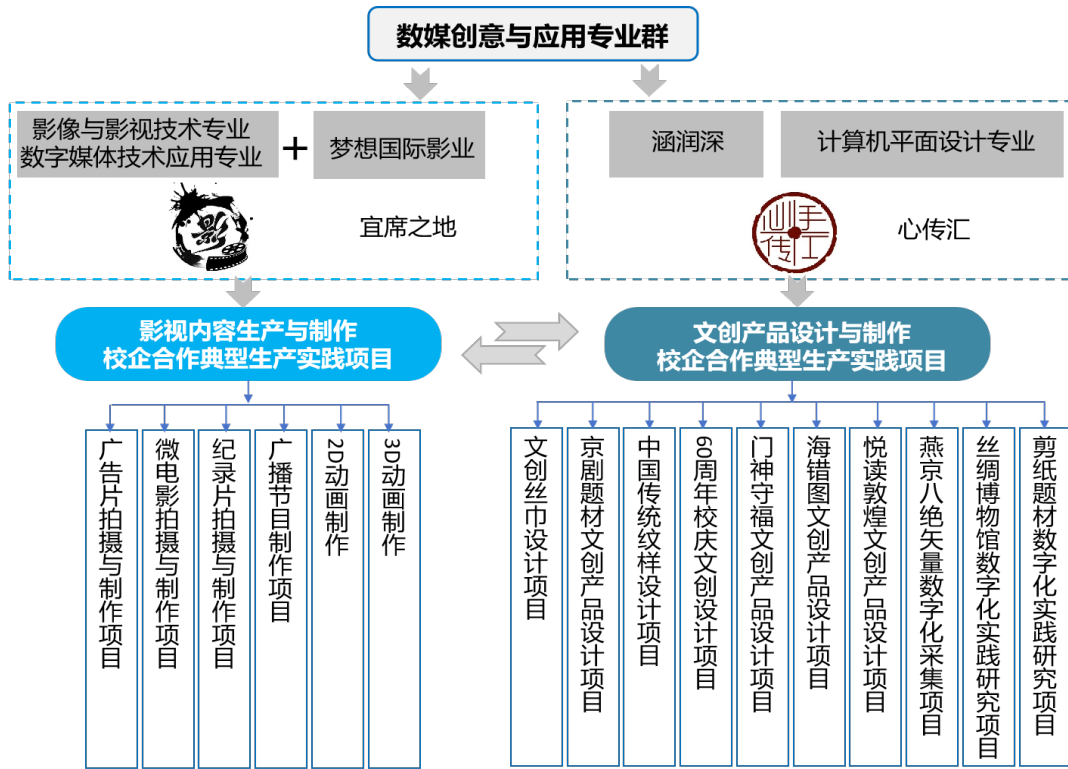 数媒创意与应用专业群
影像与影视技术专业
数字媒体技术应用专业
+
梦想国际影业
影
宜席之地
涵润深
计算机平面设计专业
心传手工
心传汇
影视内容生产与制作
校企合作典型生产实践项目
文创产品设计与制作
校企合作典型生产实践项目
广告片拍摄与制作项目
微电影拍摄与制作项目
纪录片拍摄与制作项目
广播节目制作项目
2D动画制作
3D动画制作
文创丝巾设计项目
京剧题材文创产品设计项目
中国传统纹样设计项目
60周年校庆文创设计项目
门神守福文创产品设计项目
海错图文创产品设计项目
悦读敦煌文创产品设计项目
燕京八绝矢量数字化采集项目
丝绸博物馆数字化实践研究项目
剪纸题材数字化实践研究项目